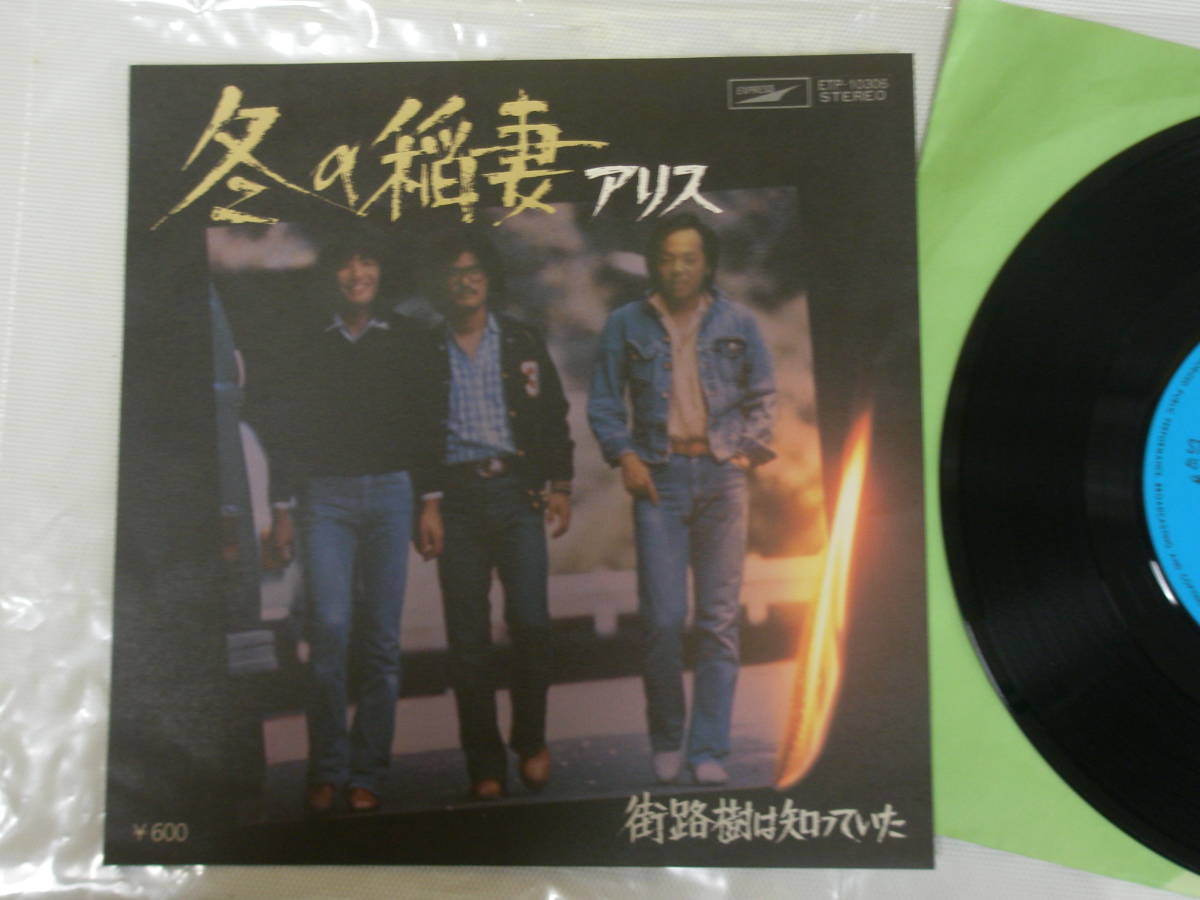 冬の稲妻
アリス
EXPRESS
ETP-10306
STEREO
¥600
街路樹は知っていた